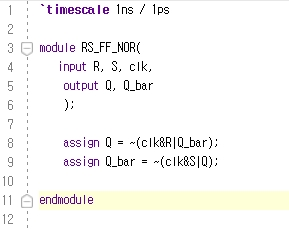 1 `timescale 1ns / 1ps
2
3 module RS_FF_NOR(
4 input R, S, clk,
5 output Q, Q_bar
6 );
7
8 assign Q = ~(clk&R|Q_bar);
9 assign Q_bar = ~(clk&S|Q);
10
11 endmodule
12